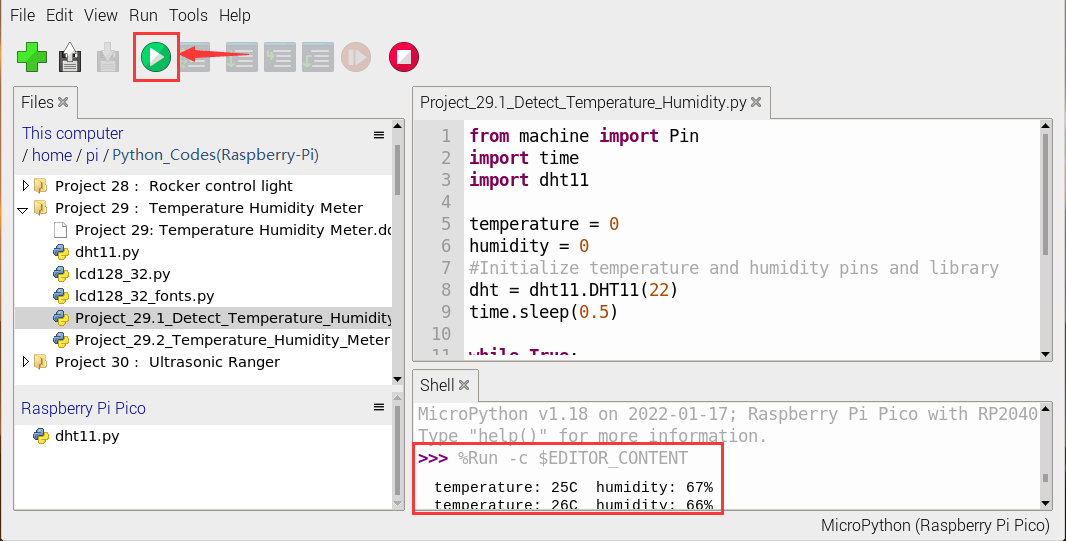 File Edit View Run Tools Help
Files
This computer
/ home / pi / Python_Codes(Raspberry-Pi)
Project 28 : Rocker control light
Project 29 : Temperature Humidity Meter
Project 29: Temperature Humidity Meter.dc
dht11.py
lcd128_32.py
lcd128_32_fonts.py
Project_29.1_Detect_Temperature_Humidity
Project_29.2_Temperature_Humidity_Meter
Project 30 : Ultrasonic Ranger
Raspberry Pi Pico
dht11.py
Project_29.1_Detect_Temperature_Humidity.py
1 from machine import Pin
2 import time
3 import dht11
4
5 temperature = 0
6 humidity = 0
7 #Initialize temperature and humidity pins and library
8 dht = dht11.DHT11(22)
9 time.sleep(0.5)
10
11 while True:
Shell
MicroPython v1.18 on 2022-01-17; Raspberry Pi Pico with RP2040
Type "help()" for more information.
>>> %Run -c $EDITOR_CONTENT
temperature: 25C humidity: 67%
temperature: 26C humidity: 66%
MicroPython (Raspberry Pi Pico)